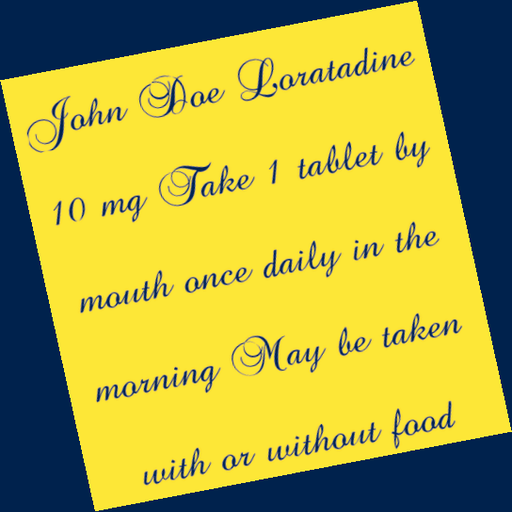 John Doe Loratadine
10 mg Take 1 tablet by
mouth once daily in the
morning May be taken
with or without food